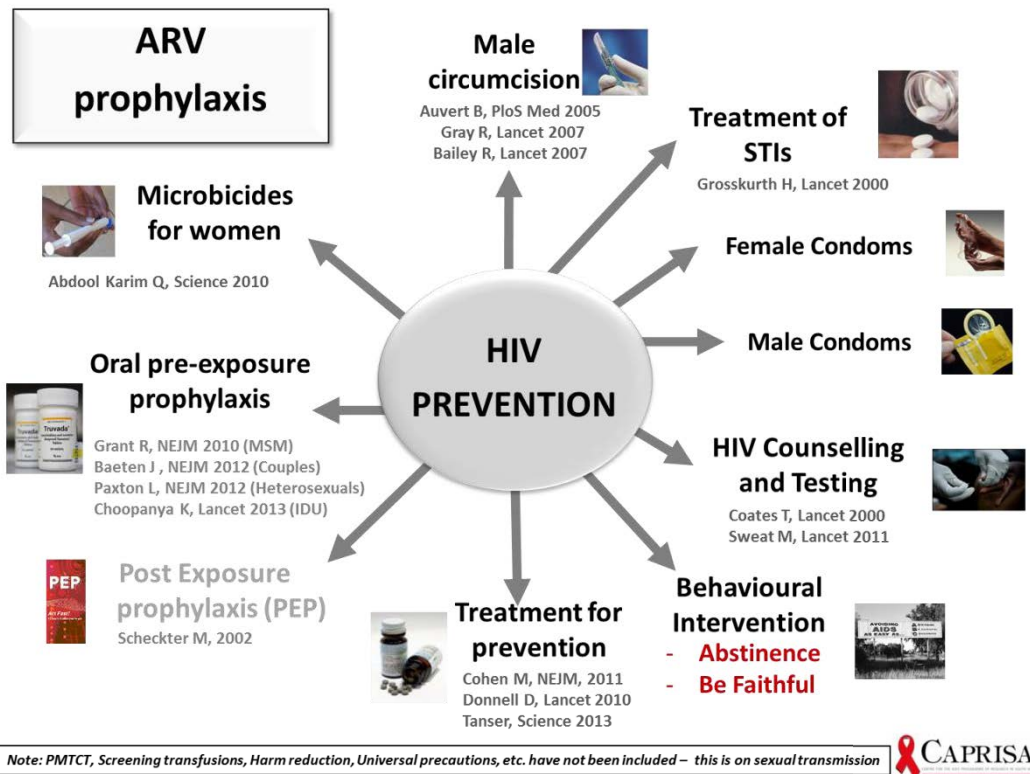 ARV
prophylaxis
Male
circumcision
Auvert B, PloS Med 2005
Gray R, Lancet 2007
Bailey R, Lancet 2007
Treatment of
STIs
Grosskurth H, Lancet 2000
Microbicides
for women
Abdool Karim Q, Science 2010
Female Condoms
HIV
PREVENTION
Male Condoms
Oral pre-exposure
prophylaxis
Truvada
Grant R, NEJM 2010 (MSM)
Baeten J , NEJM 2012 (Couples)
Paxton L, NEJM 2012 (Heterosexuals)
Choopanya K, Lancet 2013 (IDU)
HIV Counselling
and Testing
Coates T, Lancet 2000
Sweat M, Lancet 2011
PEP
Post Exposure
prophylaxis (PEP)
Scheckter M, 2002
Treatment for
prevention
Cohen M, NEJM, 2011
Donnell D, Lancet 2010
Tanser, Science 2013
Behavioural
Intervention
- Abstinence
- Be Faithful
AVOIDING
AIDS
AS EASY AS...
Note: PMTCT, Screening transfusions, Harm reduction, Universal precautions, etc. have not been included – this is on sexual transmission
CAPRISA